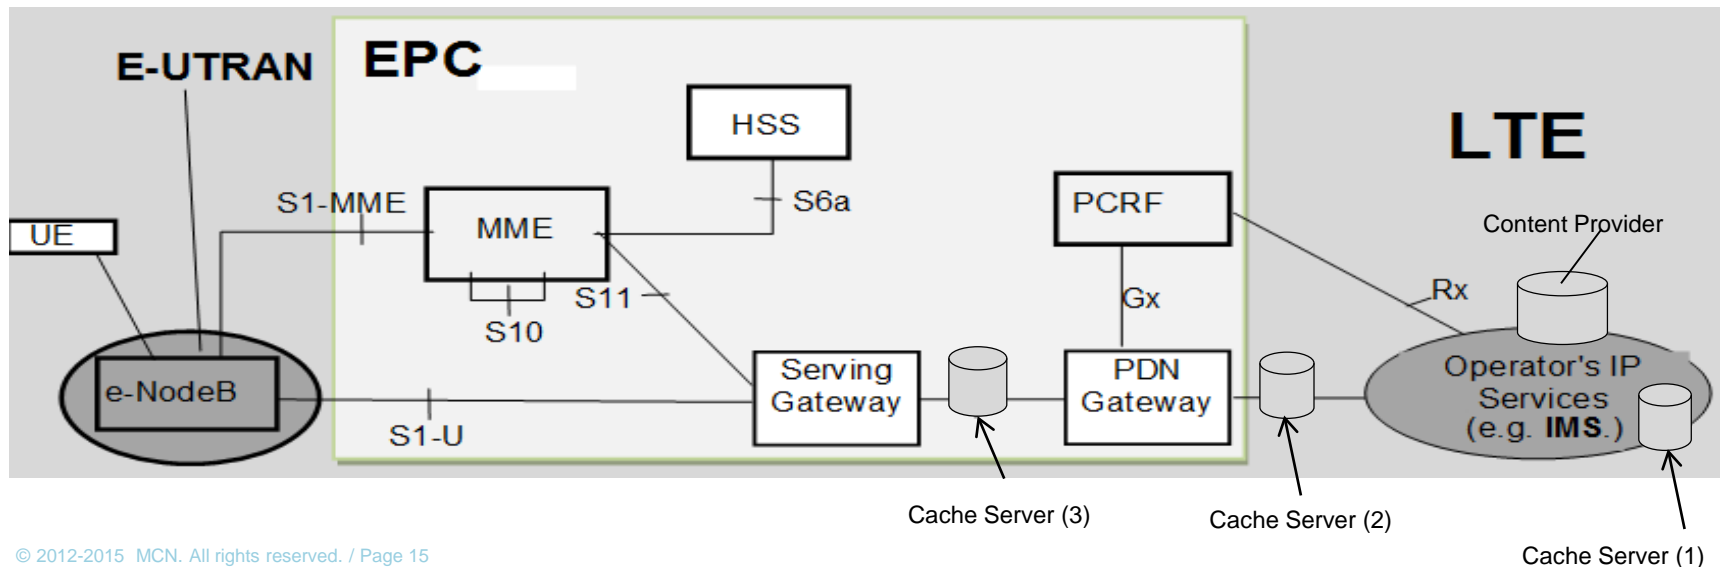 E-UTRAN
EPC
HSS
LTE
S1-MME
MME
S6a
PCRF
UE
Content Provider
S11
S10
Gx
Rx
e-NodeB
Serving
Gateway
PDN
Gateway
Operator's IP
Services
(e.g. IMS.)
S1-U
Cache Server (3)
Cache Server (2)
Cache Server (1)
© 2012-2015 MCN. All rights reserved. / Page 15